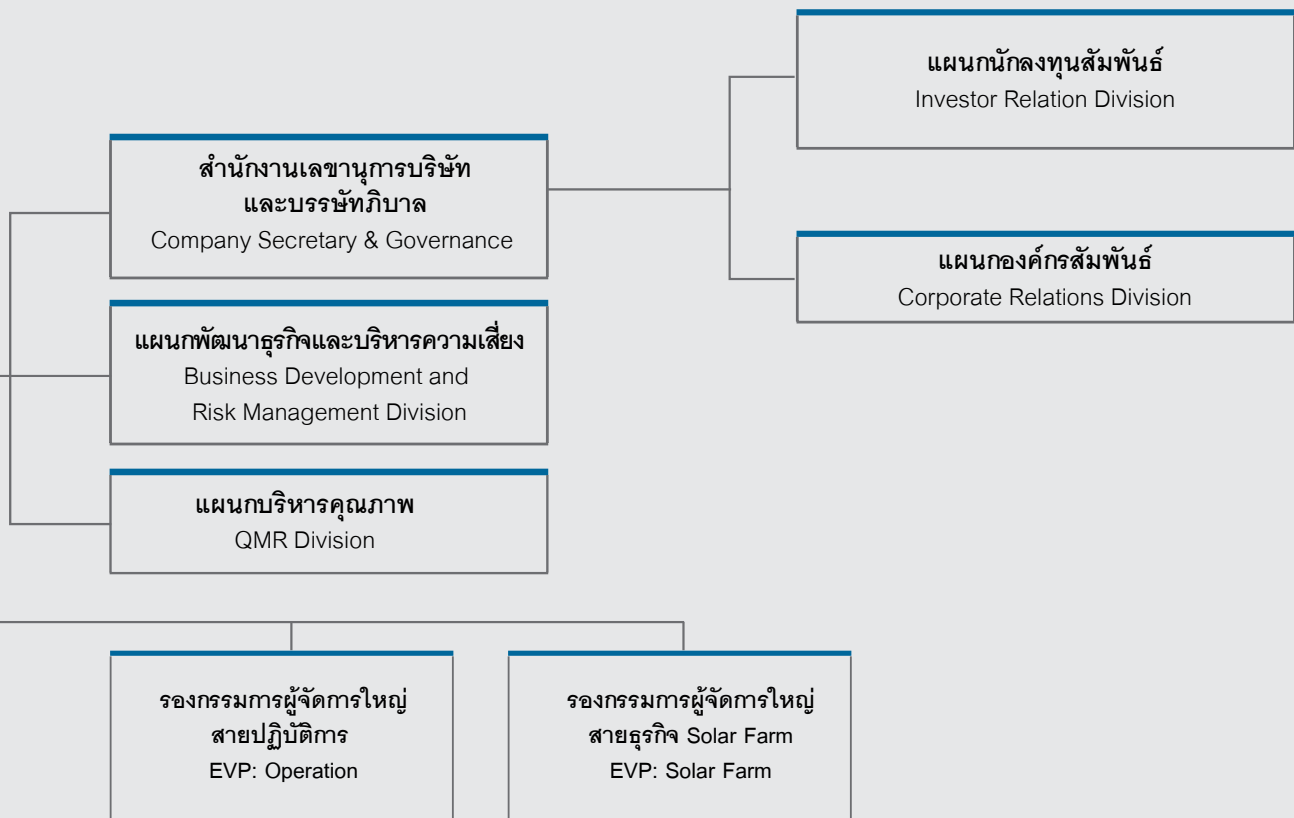 แผนกนักลงทุนสัมพันธ์
Investor Relation Division
สำนักงานเลขานุการบริษัท
และบรรษัทภิบาล
Company Secretary & Governance
แผนกองค์กรสัมพันธ์
Corporate Relations Division
แผนกพัฒนาธุรกิจและบริหารความเสี่ยง
Business Development and
Risk Management Division
แผนกบริหารคุณภาพ
QMR Division
รองกรรมการผู้จัดการใหญ่
สายปฏิบัติการ
EVP: Operation
รองกรรมการผู้จัดการใหญ่
สายธุรกิจ Solar Farm
EVP: Solar Farm